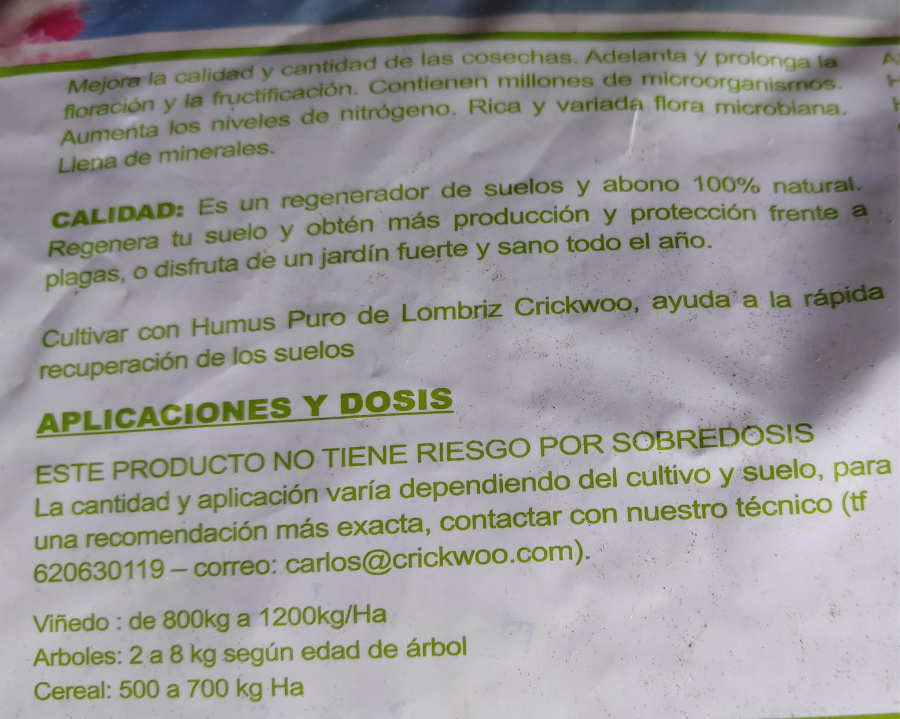 Mejora la calidad y cantidad de las cosechas. Adelanta y prolonga la
floración y la fructificación. Contienen millones de microorganismos.
Aumenta los niveles de nitrógeno. Rica y variada flora microbiana.
Llena de minerales.
CALIDAD: Es un regenerador de suelos y abono 100% natural.
Regenera tu suelo y obtén más producción y protección frente a
plagas, o disfruta de un jardín fuerte y sano todo el año.
Cultivar con Humus Puro de Lombriz Crickwoo, ayuda a la rápida
recuperación de los suelos
APLICACIONES Y DOSIS
ESTE PRODUCTO NO TIENE RIESGO POR SOBREDOSIS
La cantidad y aplicación varía dependiendo del cultivo y suelo, para
una recomendación más exacta, contactar con nuestro técnico (tf
620630119 – correo: carlos@crickwoo.com).
Viñedo : de 800kg a 1200kg/Ha
Arboles: 2 a 8 kg según edad de árbol
Cereal: 500 a 700 kg Ha